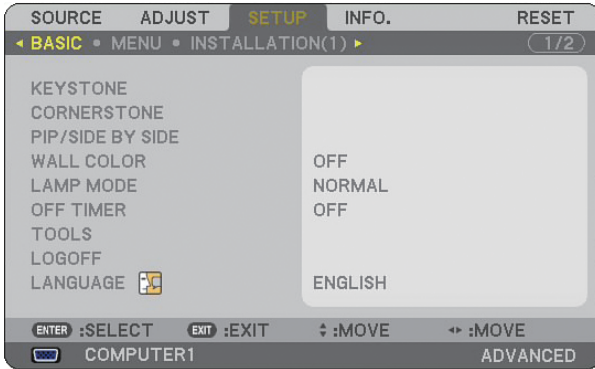 SOURCE ADJUST SETUP INFO. RESET
BASIC • MENU • INSTALLATION(1) 1/2
KEYSTONE
CORNERSTONE
PIP/SIDE BY SIDE
WALL COLOR OFF
LAMP MODE NORMAL
OFF TIMER OFF
TOOLS
LOGOFF
LANGUAGE ENGLISH
ENTER :SELECT EXIT :EXIT :MOVE :MOVE
COMPUTER1 ADVANCED